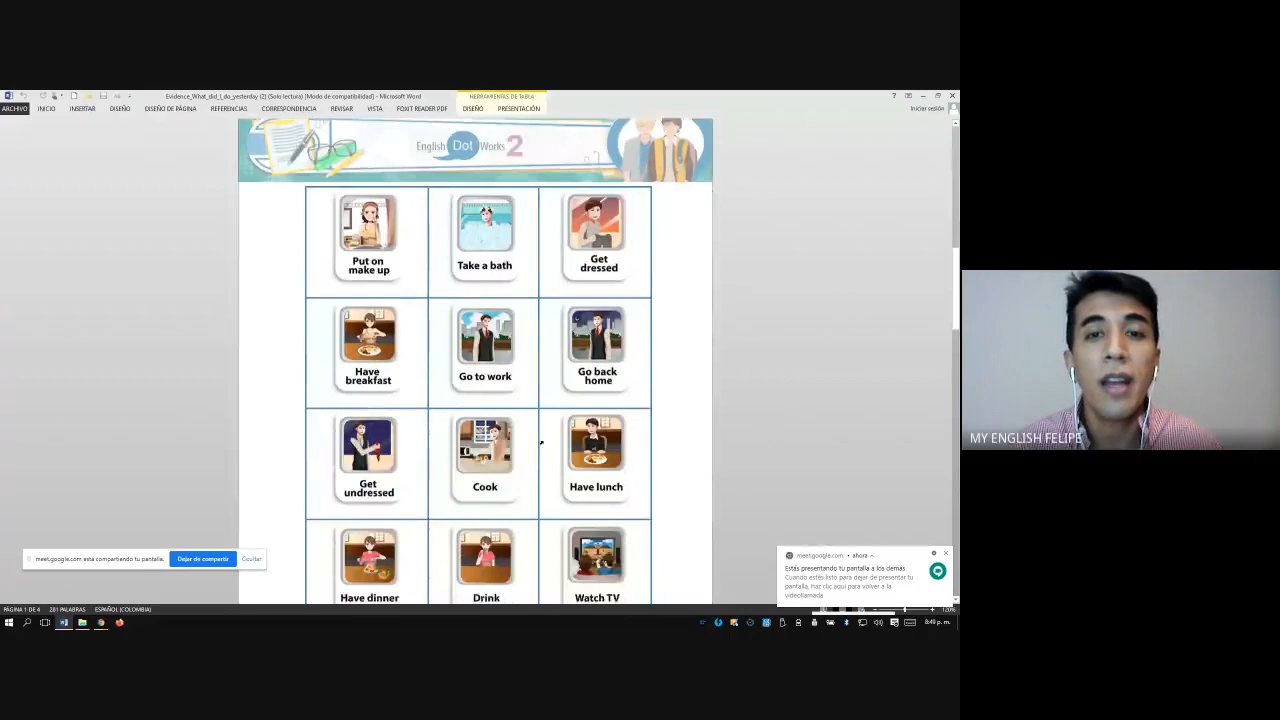 Evidence_What_did_I_do_yesterday (2) (Solo lectura) [Modo de compatibilidad] - Microsoft Word
HERRAMIENTAS DE TABLA
ARCHIVO INICIO INSERTAR DISEÑO DISEÑO DE PÁGINA REFERENCIAS CORRESPONDENCIA REVISAR VISTA FOXIT READER PDF DISEÑO PRESENTACIÓN
Iniciar sesión
English Dot Works 2
Put on
make up
Take a bath
Get
dressed
Have
breakfast
Go to work
Go back
home
Get
undressed
Cook
Have lunch
Have dinner
Drink
Watch TV
MY ENGLISH FELIPE
meet.google.com está compartiendo tu pantalla.
Dejar de compartir
Ocultar
meet.google.com • ahora
Estás presentando tu pantalla a los demás
Cuando estés listo para dejar de presentar tu
pantalla, haz clic aquí para volver a la
videollamada
PÁGINA 1 DE 4 281 PALABRAS ESPAÑOL (COLOMBIA)
120%
8:49 p. m.